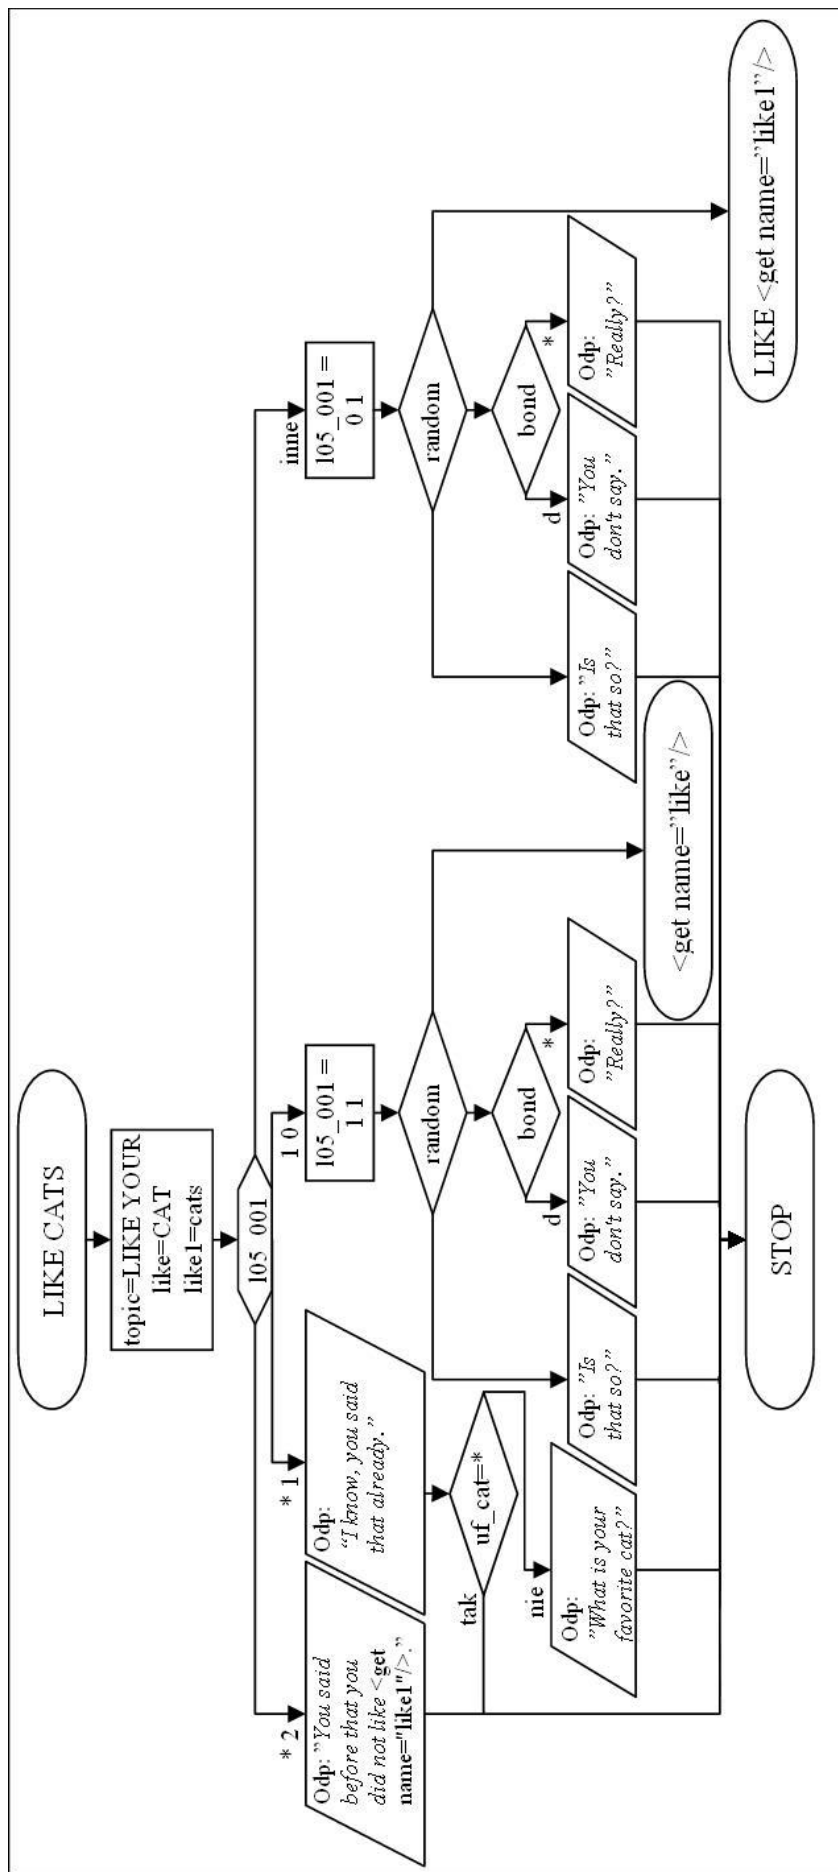 LIKE CATS
topic=LIKE YOUR
like=CAT
like1=cats
105_001
* 2
* 1
1 0
inne
Odp: "You said
before that you
did not like <get
name="like1"/>."
Odp:
"I know, you said
that already."
105_001 =
1 1
105_001 =
0 1
uf_cat=*
tak
nie
random
random
bond
bond
d
*
d
*
Odp:
"What is your
favorite cat?"
Odp: "Is
that so?"
Odp: "You
don't say."
Odp:
"Really?"
Odp: "Is
that so?"
Odp: "You
don't say."
Odp:
"Really?"
<get name="like"/>
LIKE <get name="like1"/>
STOP